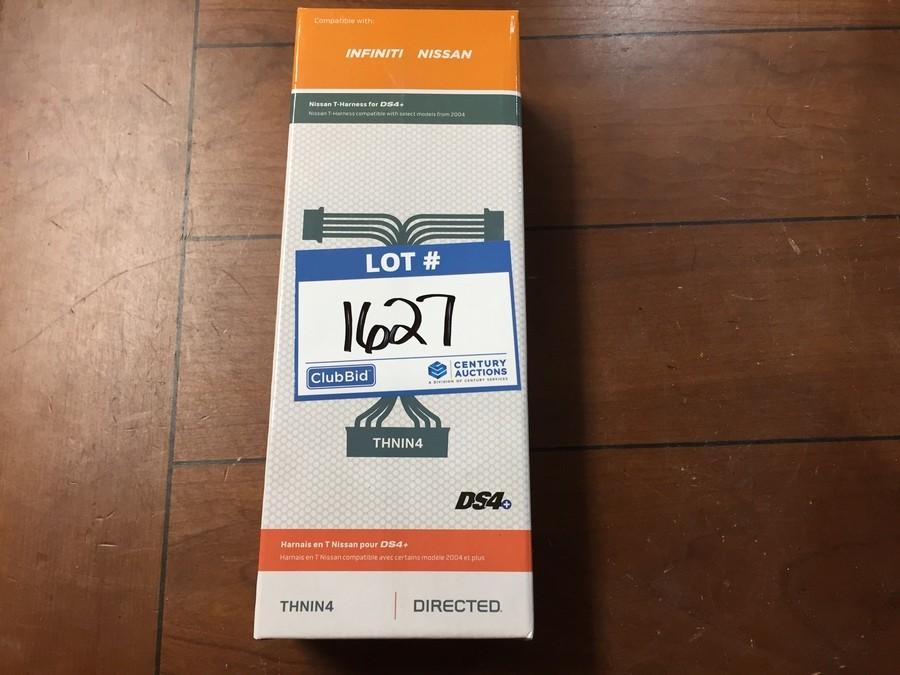 Compatible with:
INFINITI NISSAN
Nissan T-Harness for DS4+
Nissan T-Harness compatible with select models from 2004
LOT #
1627
ClubBid
CENTURY AUCTIONS
A DIVISION OF CENTURY SERVICES
THNIN4
DS4+
Harnais en T Nissan pour DS4+
Harnais en T Nissan compatible avec certains modèle 2004 et plus
THNIN4 DIRECTED.